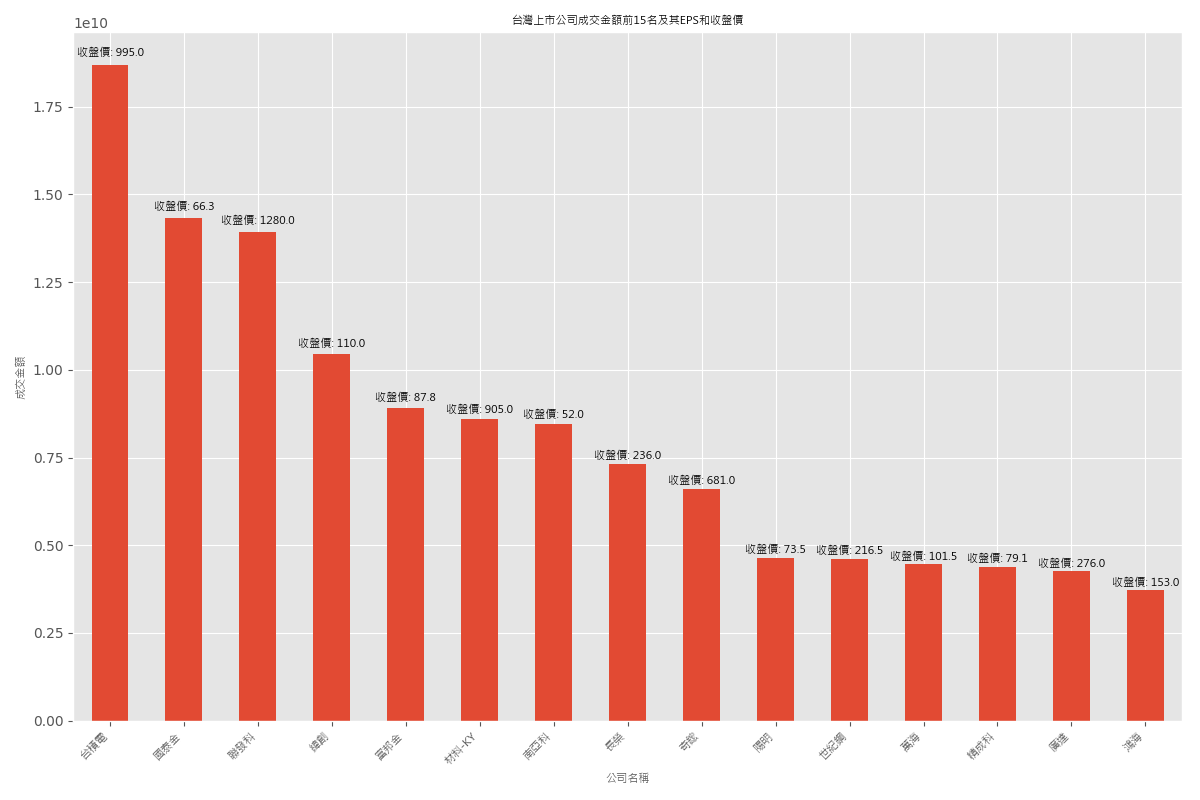 台灣上市公司成交金額前15名及其EPS和收盤價
1e10
收盤價: 995.0
收盤價: 66.3
收盤價: 1280.0
收盤價: 110.0
收盤價: 87.8
收盤價: 905.0
收盤價: 52.0
收盤價: 236.0
收盤價: 681.0
收盤價: 73.5
收盤價: 216.5
收盤價: 101.5
收盤價: 79.1
收盤價: 276.0
收盤價: 153.0
1.75
1.50
1.25
1.00
0.75
0.50
0.25
0.00
成交金額
台積電
國泰金
聯發科
緯創
富邦金
材料-KY
南亞科
長榮
奇鋐
陽明
世紀鋼
萬海
精成科
廣達
鴻海
公司名稱